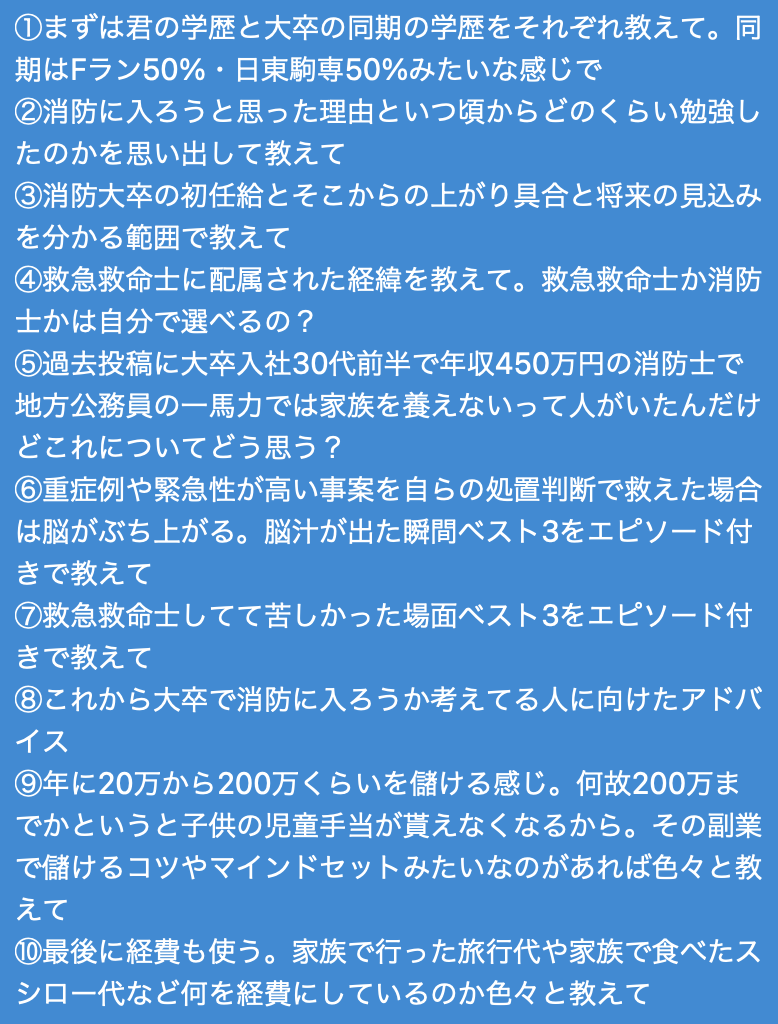 ①まずは君の学歴と大卒の同期の学歴をそれぞれ教えて。同
期はFラン50%・日東駒専50%みたいな感じで
②消防に入ろうと思った理由といつ頃からどのくらい勉強し
たのかを思い出して教えて
③消防大卒の初任給とそこからの上がり具合と将来の見込み
を分かる範囲で教えて
④救急救命士に配属された経緯を教えて。救急救命士か消防
士かは自分で選べるの？
⑤過去投稿に大卒入社30代前半で年収450万円の消防士で
地方公務員の一馬力では家族を養えないって人がいたんだけ
どこれについてどう思う？
⑥重症例や緊急性が高い事案を自らの処置判断で救えた場合
は脳がぶち上がる。脳汁が出た瞬間ベスト3をエピソード付
きで教えて
⑦救急救命士してて苦しかった場面ベスト3をエピソード付
きで教えて
⑧これから大卒で消防に入ろうか考えてる人に向けたアドバ
イス
⑨年に20万から200万くらいを儲ける感じ。何故200万ま
でかというと子供の児童手当が貰えなくなるから。その副業
で儲けるコツやマインドセットみたいなのがあれば色々と教
えて
⑩最後に経費も使う。家族で行った旅行代や家族で食べたス
シロー代など何を経費にしているのか色々と教えて